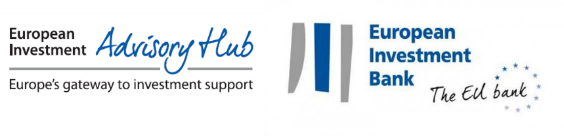 European
Investment Advisory Hub
Europe's gateway to investment support
European
Investment
Bank
The EU bank